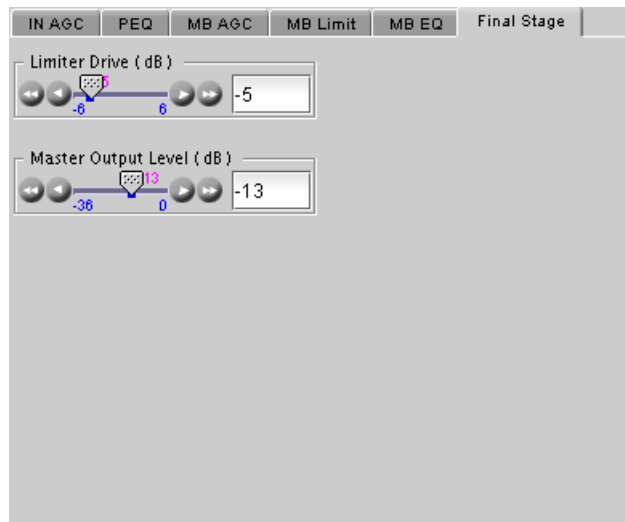 IN AGC PEQ MB AGC MB Limit MB EQ Final Stage
Limiter Drive ( dB )
5
-6 6
-5
Master Output Level ( dB )
13
-36 0
-13